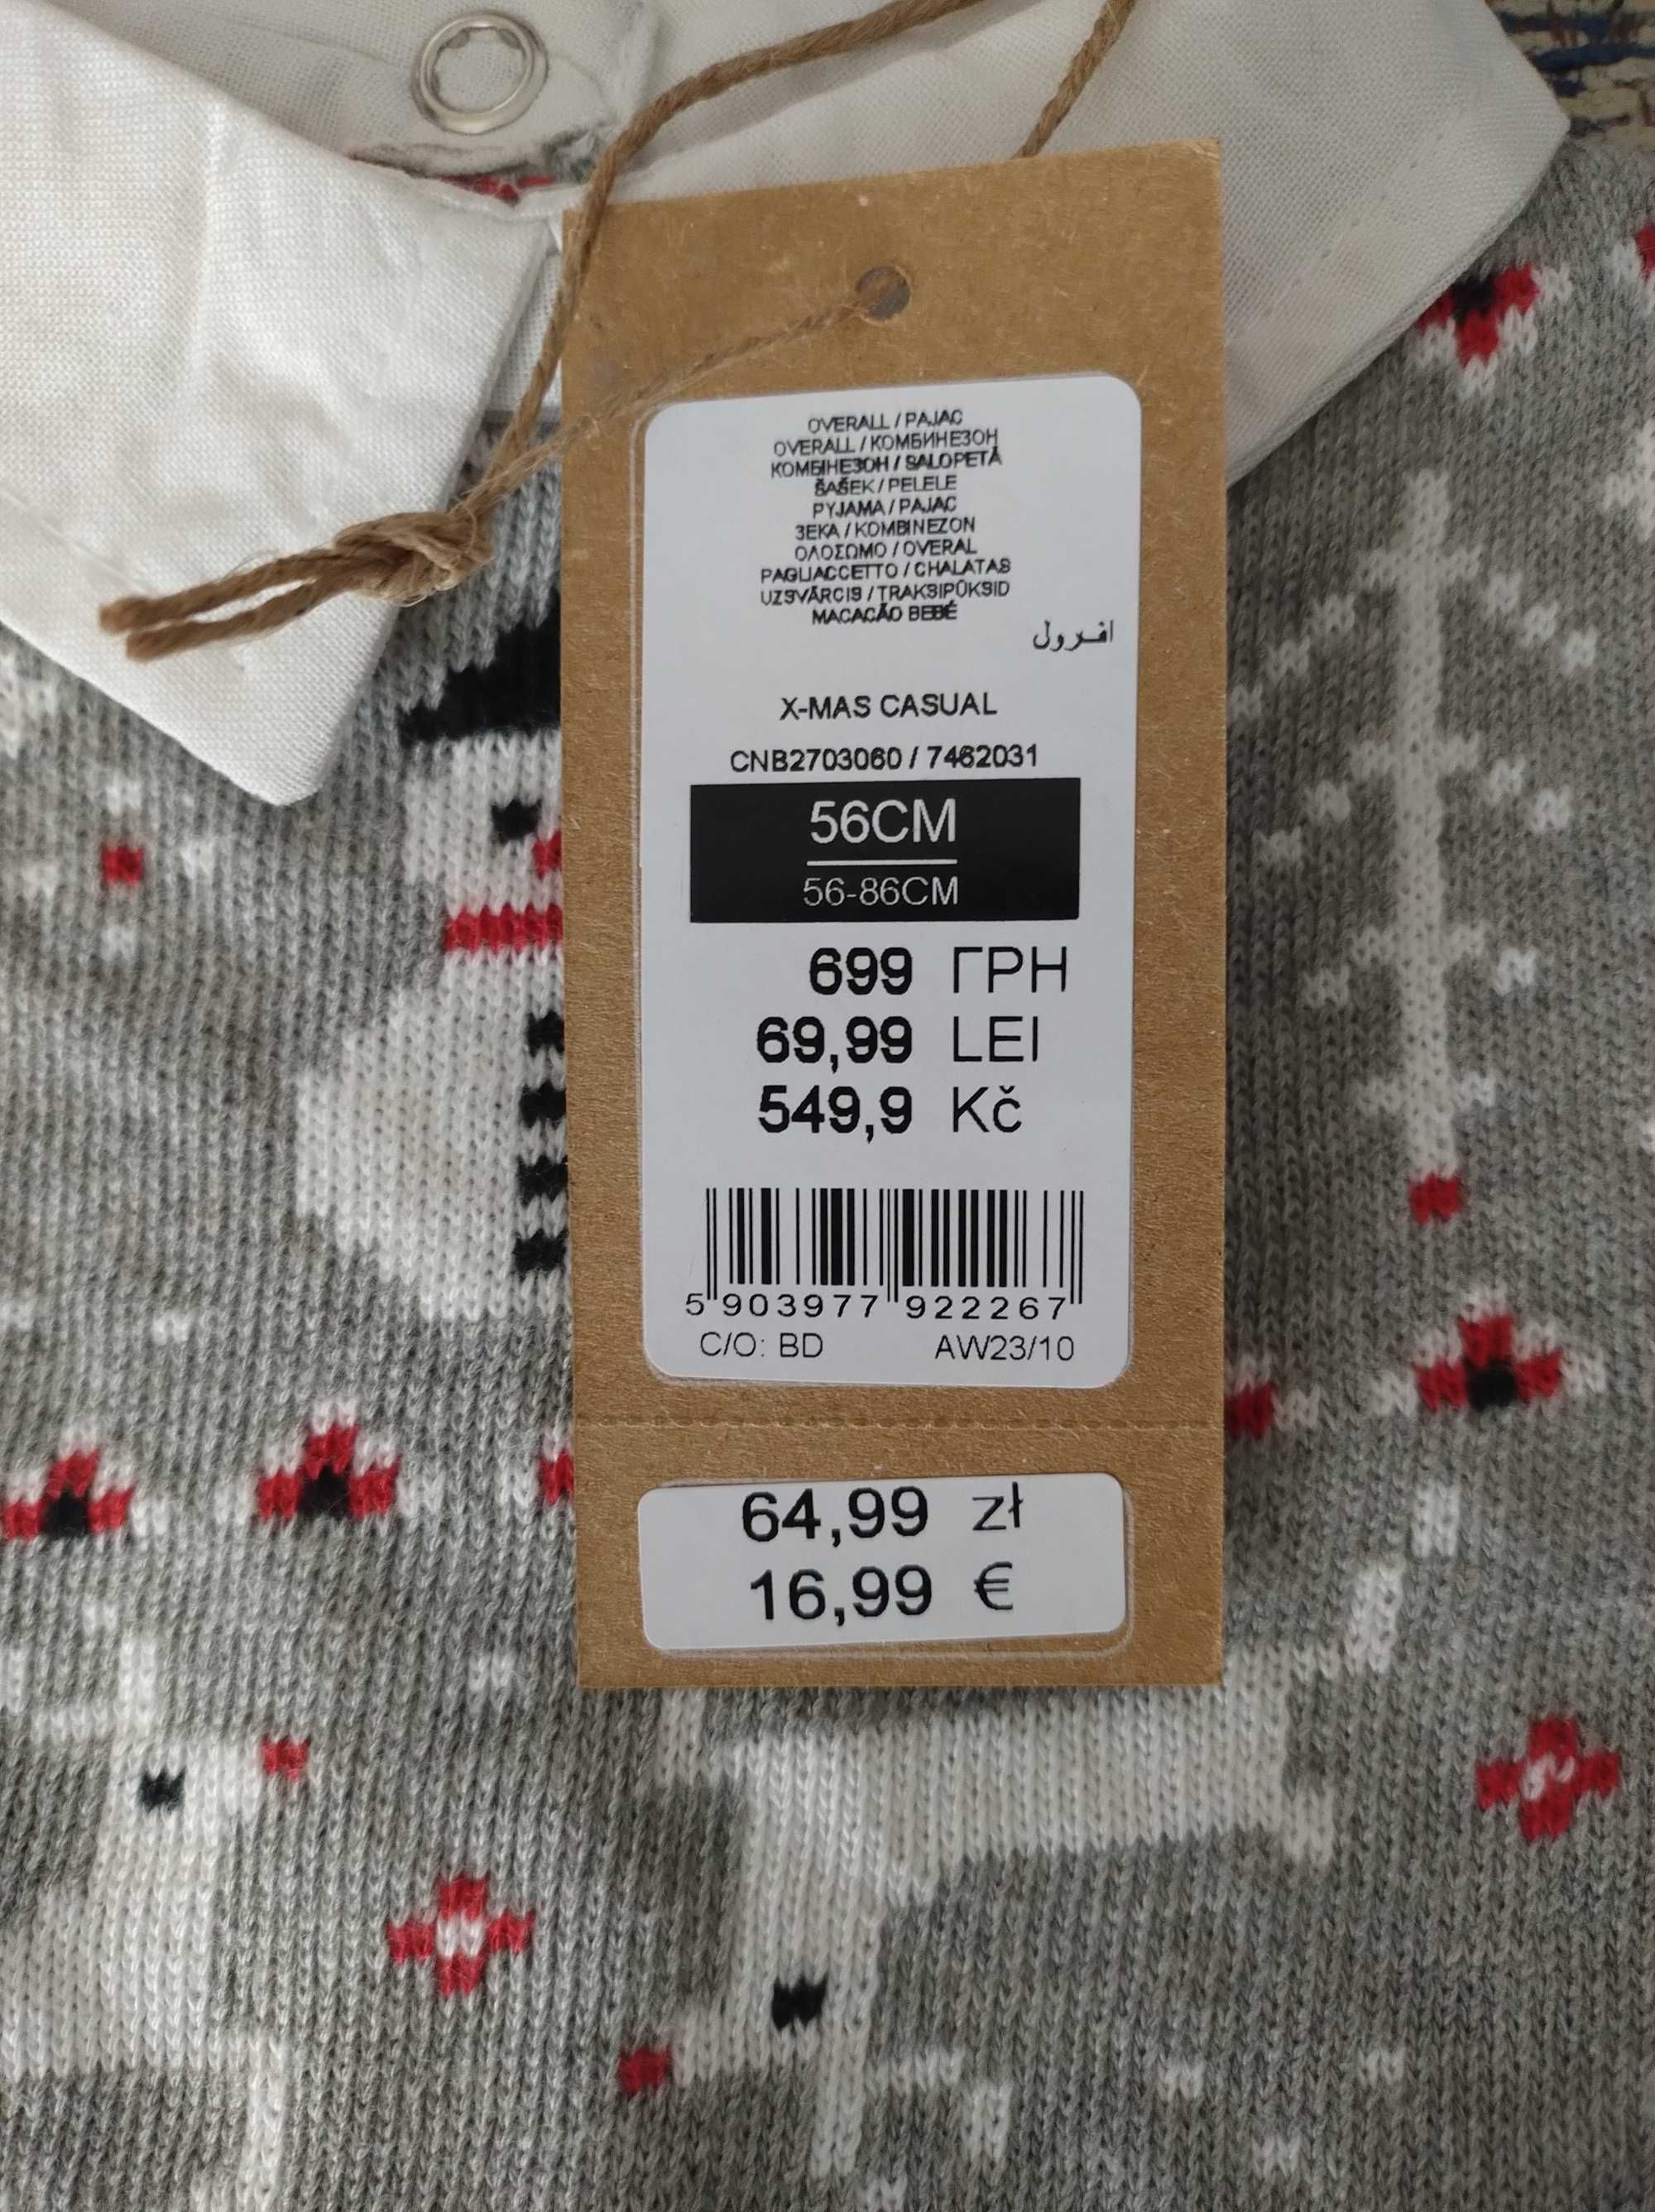 OVERALL / PAJAC
OVERALL / КОМБИНЕЗОН
КОМБІНЕЗОН / SALOPETĂ
ŠAŠEK / PELELE
PYJAMA / PAJAC
ЗЕКА / KOMBINEZON
ΟΛΟΣΩΜΟ / OVERAL
PAGLIACCETTO / CHALATAS
UZSVĀRCIS / TRAKSIPÜKSID
MACACÃO BEBÉ
افرول
X-MAS CASUAL
CNB2703060 / 7462031
56CM
56-86CM
699 ГРН
69,99 LEI
549,9 Kč
5 903977 922267
C/O: BD AW23/10
64,99 zł
16,99 €